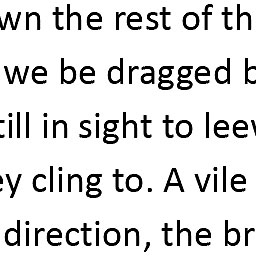 wn the rest of th
we be dragged b
till in sight to lee
ey cling to. A vile
direction, the br